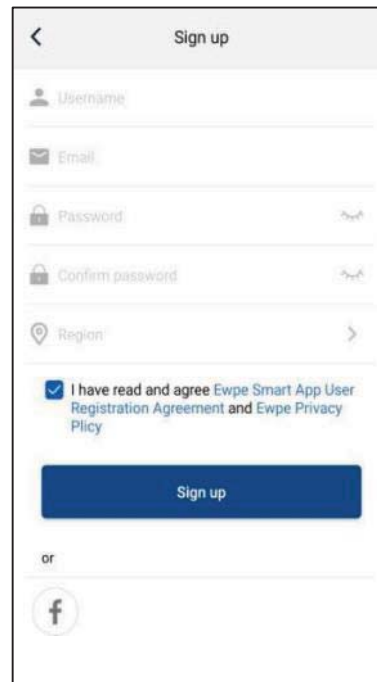 Sign up
Username
Email
Password
Confirm password
Region
I have read and agree Ewpe Smart App User
Registration Agreement and Ewpe Privacy
Plicy
Sign up
or
f